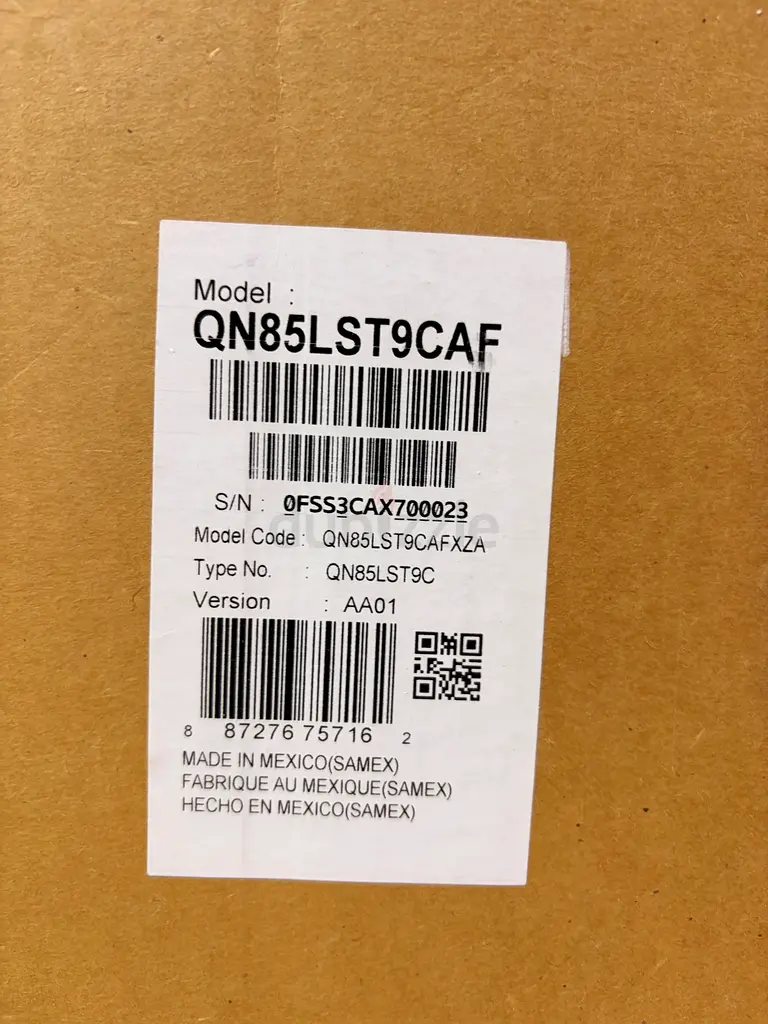 Model :
QN85LST9CAF
S/N : 0FSS3CAX700023
dubizzle
Model Code : QN85LST9CAFXZA
Type No. : QN85LST9C
Version : AA01
8 87276 75716 2
MADE IN MEXICO(SAMEX)
FABRIQUE AU MEXIQUE(SAMEX)
HECHO EN MEXICO(SAMEX)